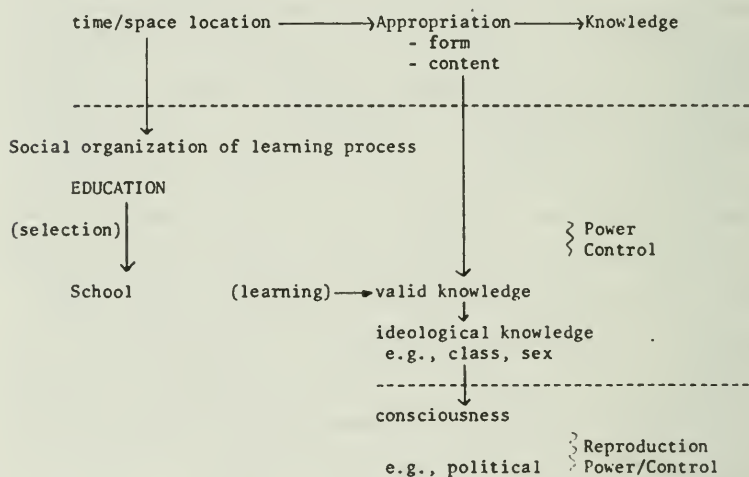 time/space location Appropriation Knowledge
- form
- content
Social organization of learning process
EDUCATION
(selection)
Power
Control
School (learning) valid knowledge
ideological knowledge
e.g., class, sex
consciousness
Reproduction
e.g., political Power/Control